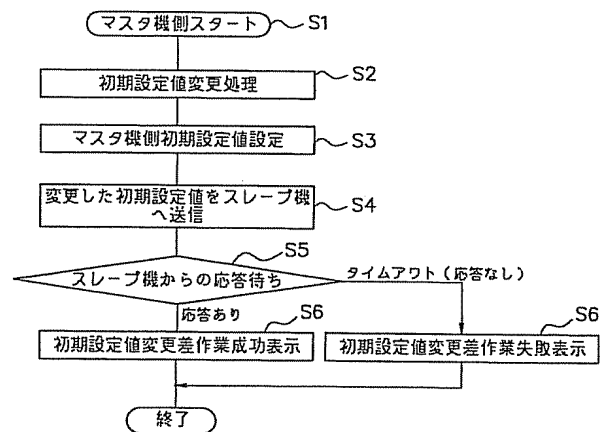 マスタ機側スタート
S1
初期設定値変更処理
S2
マスタ機側初期設定値設定
S3
変更した初期設定値をスレーブ機
へ送信
S4
スレーブ機からの応答待ち
S5
タイムアウト（応答なし）
応答あり
S6
S6
初期設定値変更差作業成功表示
初期設定値変更差作業失敗表示
終了